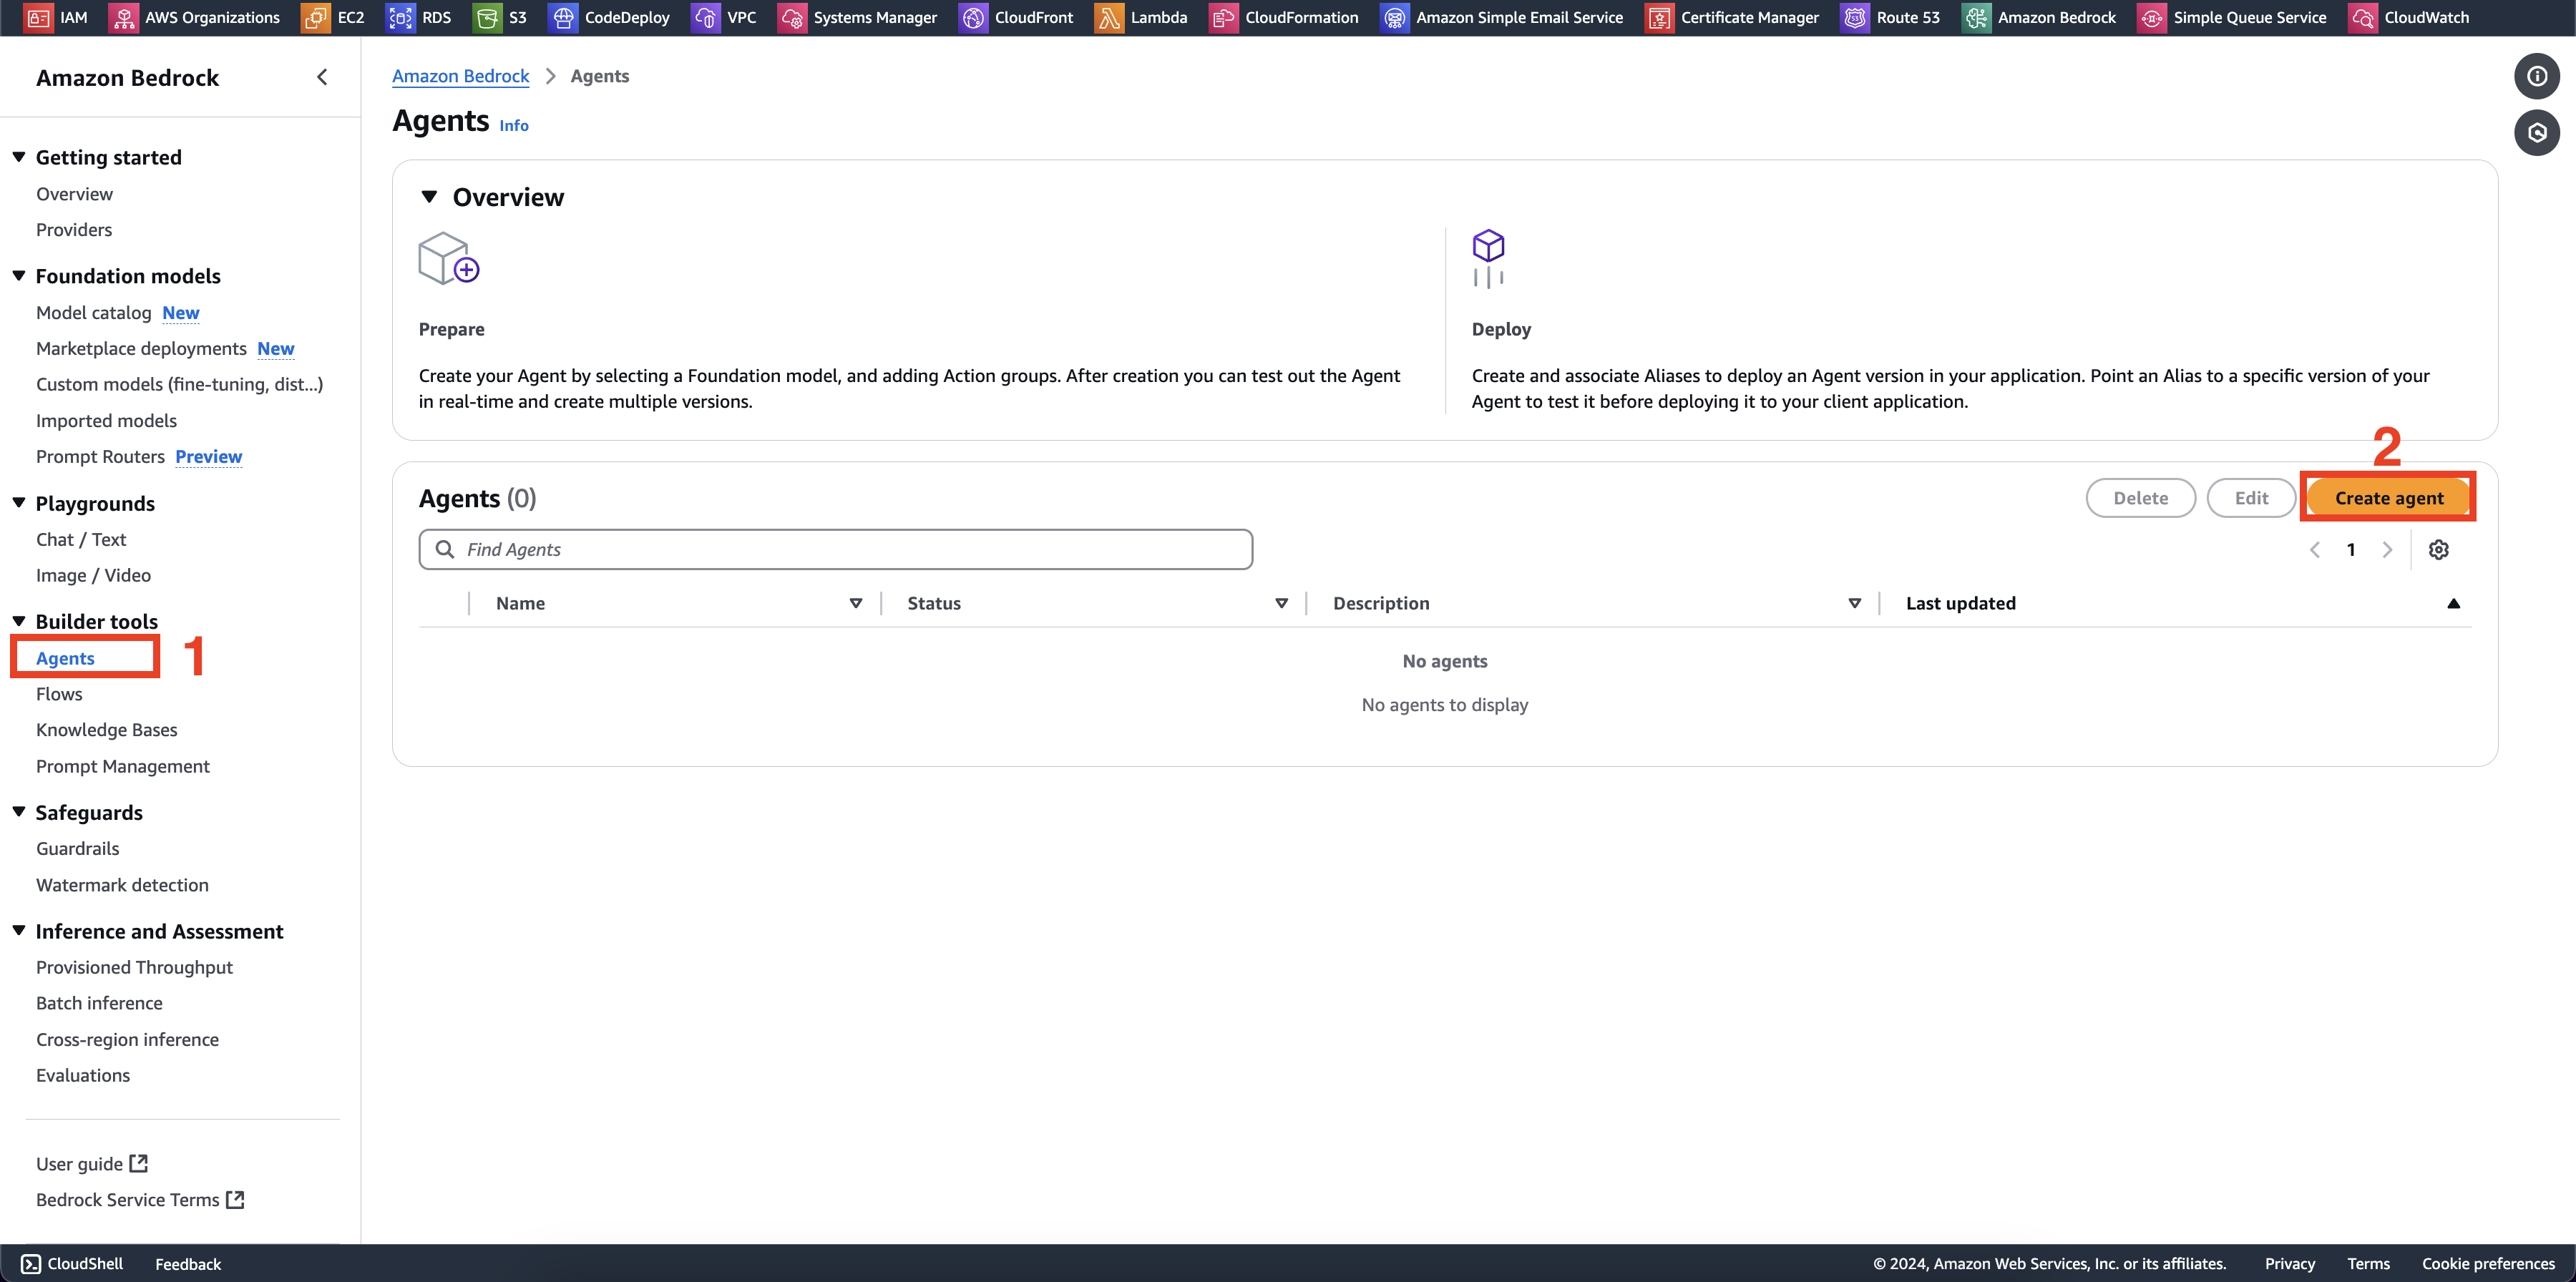 IAM AWS Organizations EC2 RDS S3 CodeDeploy VPC Systems Manager CloudFront Lambda CloudFormation Amazon Simple Email Service Certificate Manager Route 53 Amazon Bedrock Simple Queue Service CloudWatch
Amazon Bedrock
Getting started
Overview
Providers
Foundation models
Model catalog New
Marketplace deployments New
Custom models (fine-tuning, dist...)
Imported models
Prompt Routers Preview
Playgrounds
Chat / Text
Image / Video
Builder tools
Agents 1
Flows
Knowledge Bases
Prompt Management
Safeguards
Guardrails
Watermark detection
Inference and Assessment
Provisioned Throughput
Batch inference
Cross-region inference
Evaluations
User guide
Bedrock Service Terms
Amazon Bedrock > Agents
Agents Info
Overview
Prepare
Create your Agent by selecting a Foundation model, and adding Action groups. After creation you can test out the Agent
in real-time and create multiple versions.
Deploy
Create and associate Aliases to deploy an Agent version in your application. Point an Alias to a specific version of your
Agent to test it before deploying it to your client application.
2
Agents (0) Delete Edit Create agent
Find Agents
1
Name Status Description Last updated
No agents
No agents to display
CloudShell Feedback © 2024, Amazon Web Services, Inc. or its affiliates. Privacy Terms Cookie preferences